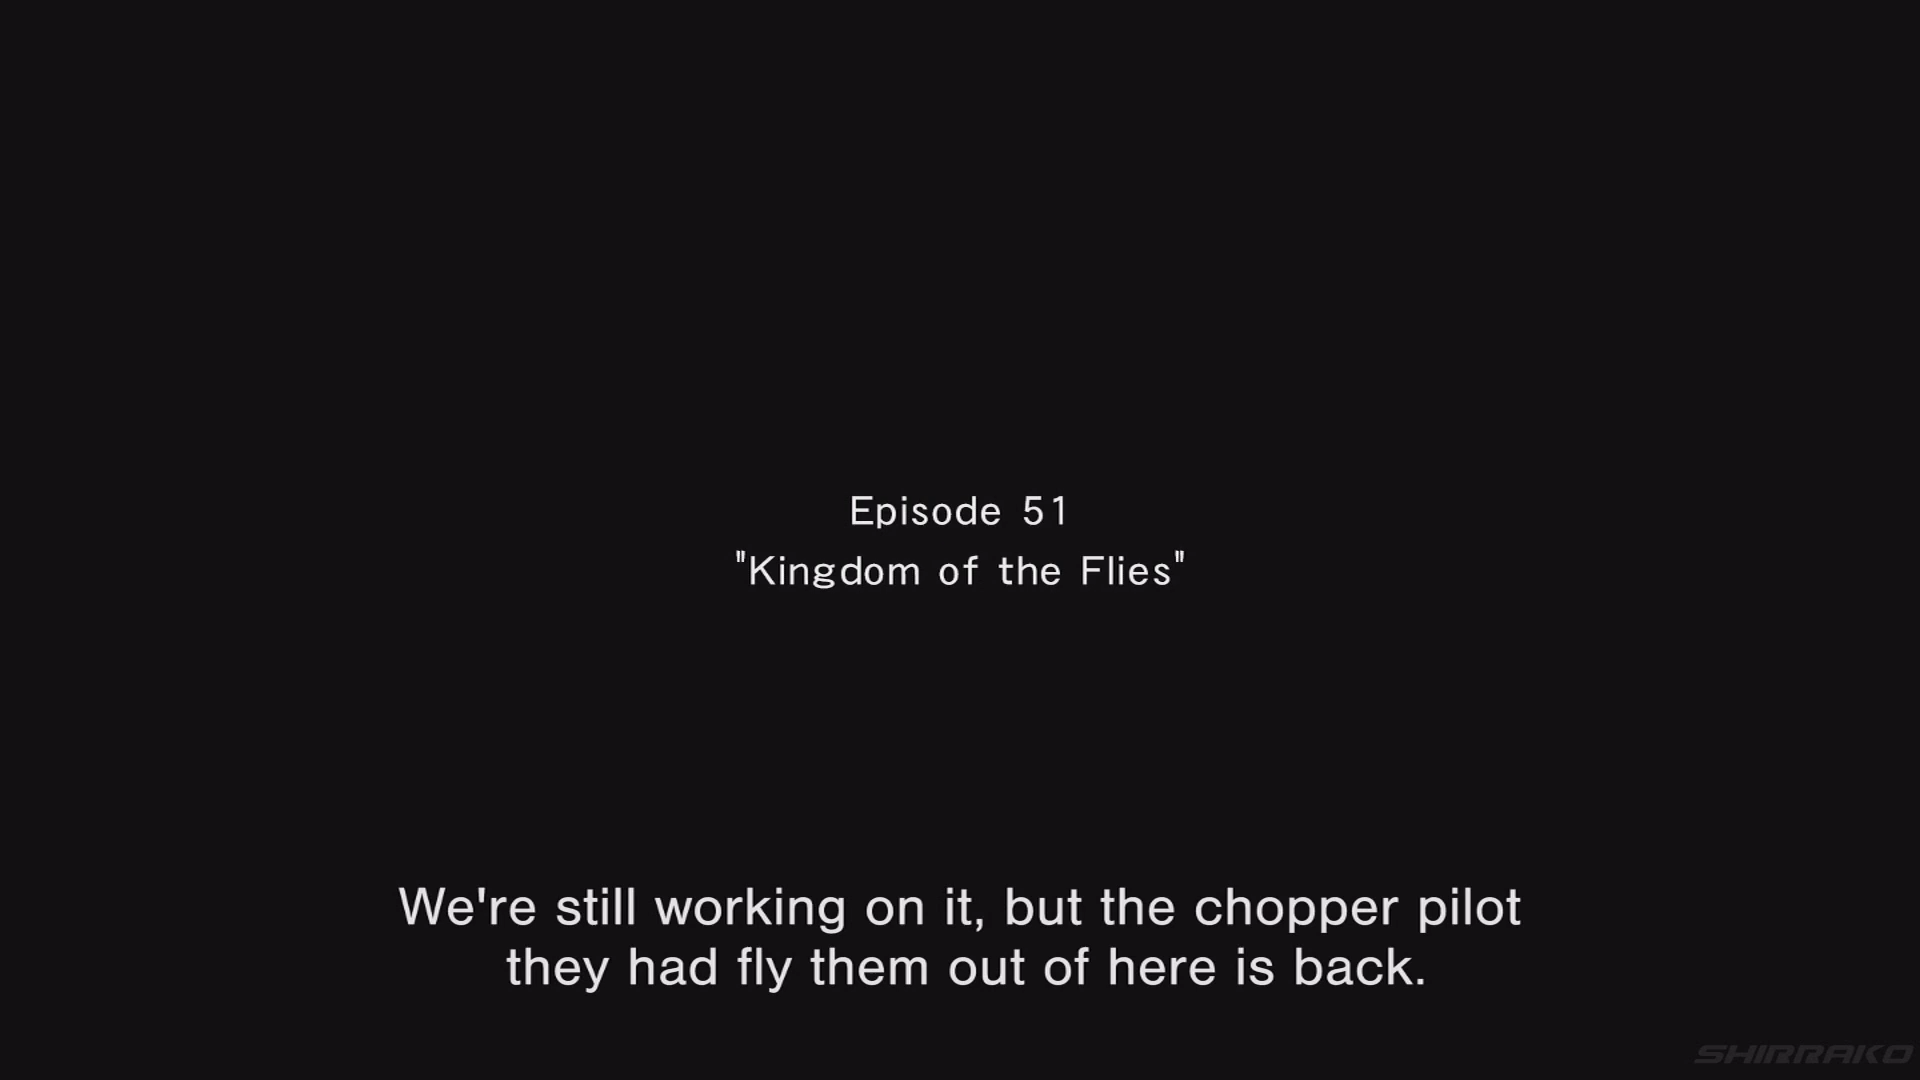 Episode 51
"Kingdom of the Flies"
We're still working on it, but the chopper pilot
they had fly them out of here is back.
SHIRRAKO